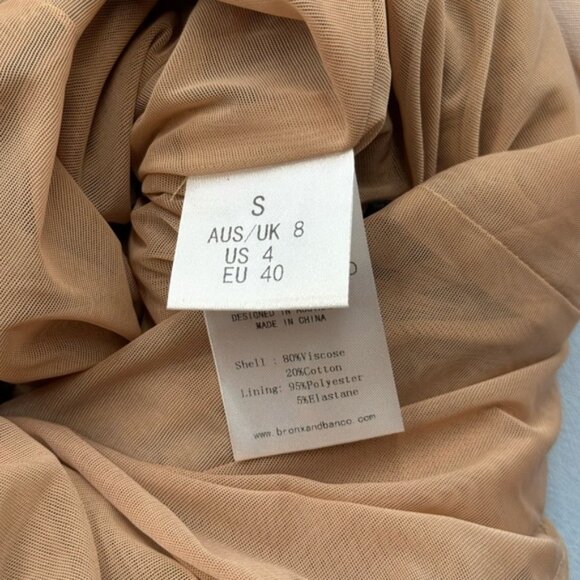 S
AUS/UK 8
US 4
EU 40
DESIGNED IN
MADE IN CHINA
Shell : 80%Viscose
20%Cotton
Lining: 95%Polyester
5%Elastane
www.bronxandbanco.com